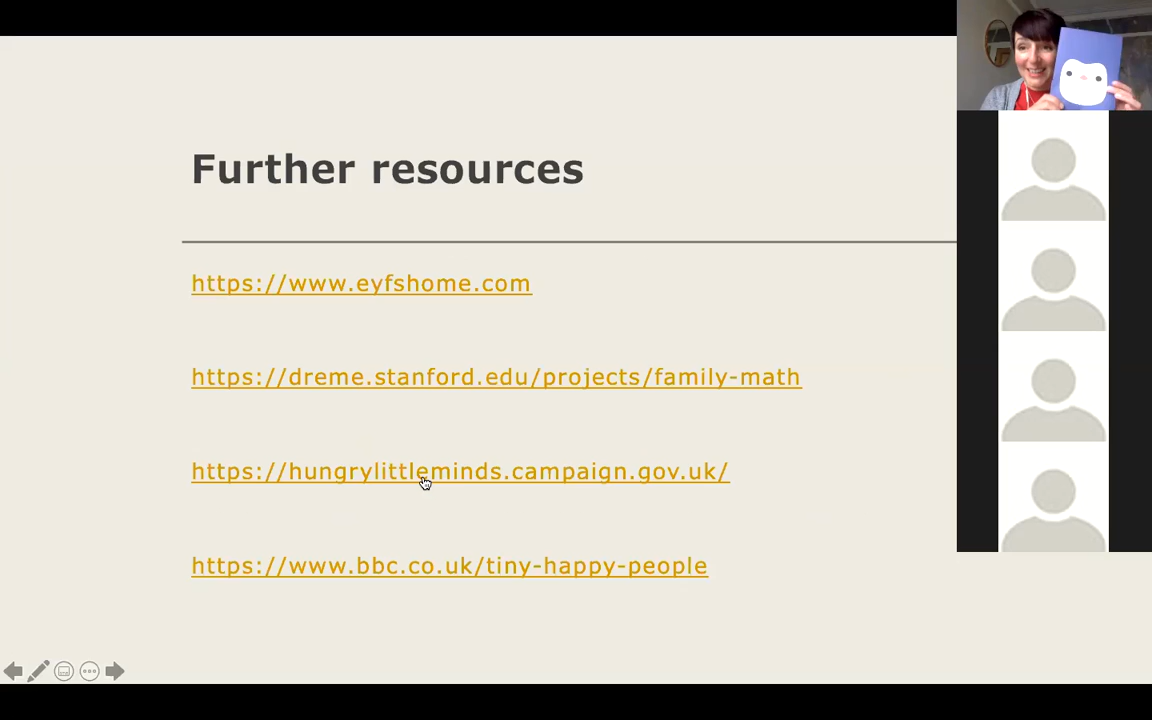 Further resources
https://www.eyfshome.com
https://dreme.stanford.edu/projects/family-math
https://hungrylittleminds.campaign.gov.uk/
https://www.bbc.co.uk/tiny-happy-people